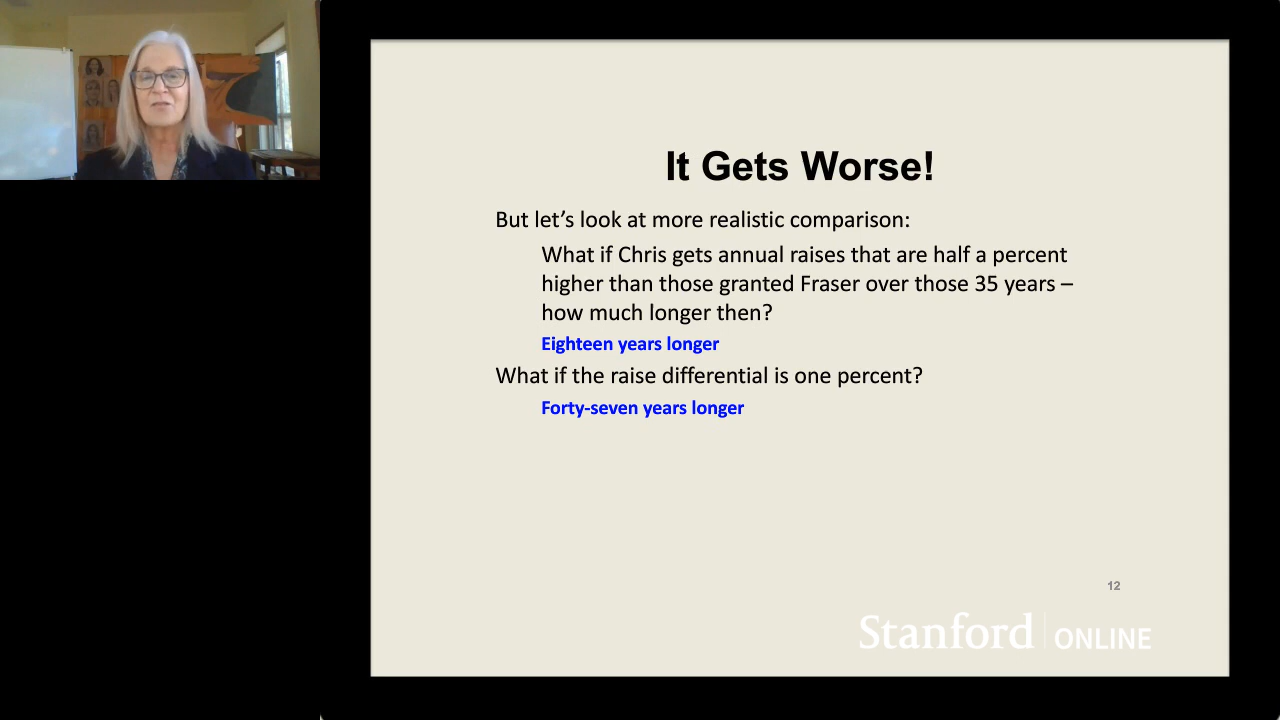 It Gets Worse!
But let’s look at more realistic comparison:
What if Chris gets annual raises that are half a percent
higher than those granted Fraser over those 35 years –
how much longer then?
Eighteen years longer
What if the raise differential is one percent?
Forty-seven years longer
12
Stanford ONLINE